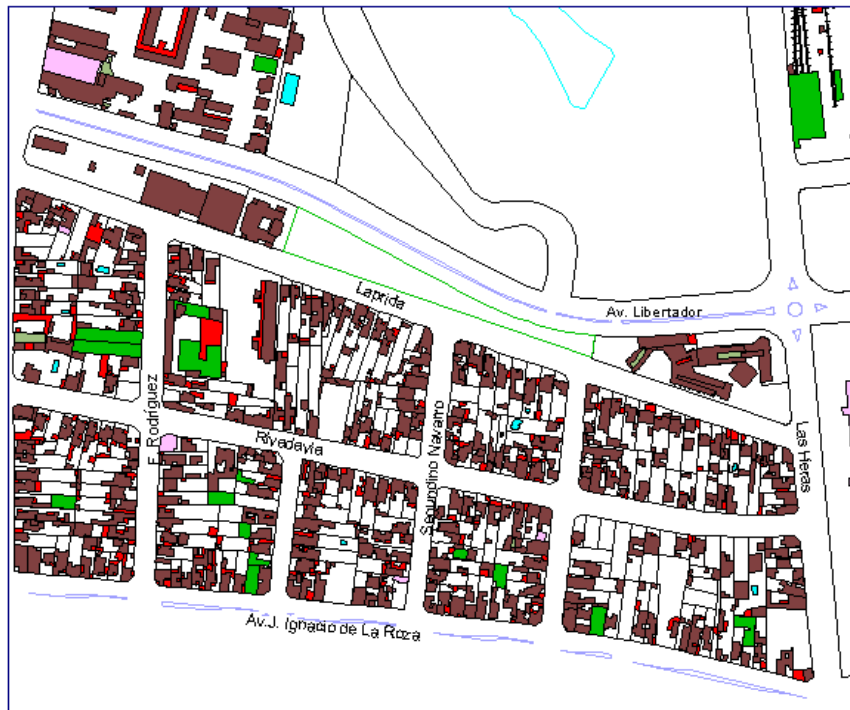 Laprida
Av. Libertador
F. Rodríguez
Rivadavia
Segundino Navarro
Las Heras
Av.J. Ignacio de La Roza